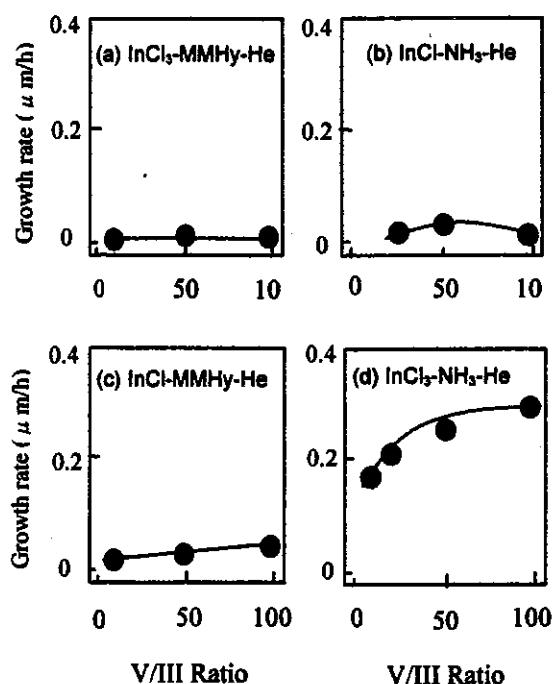 0.4
(a) InCl₃-MMHy-He
0.2
0
0 50 10
Growth rate ( μ m/h)
0.4
(b) InCl-NH₃-He
0.2
0
0 50 10
0.4
(c) InCl-MMHy-He
0.2
0
0 50 100
Growth rate ( μ m/h)
V/III Ratio
0.4
(d) InCl₃-NH₃-He
0.2
0
0 50 100
V/III Ratio